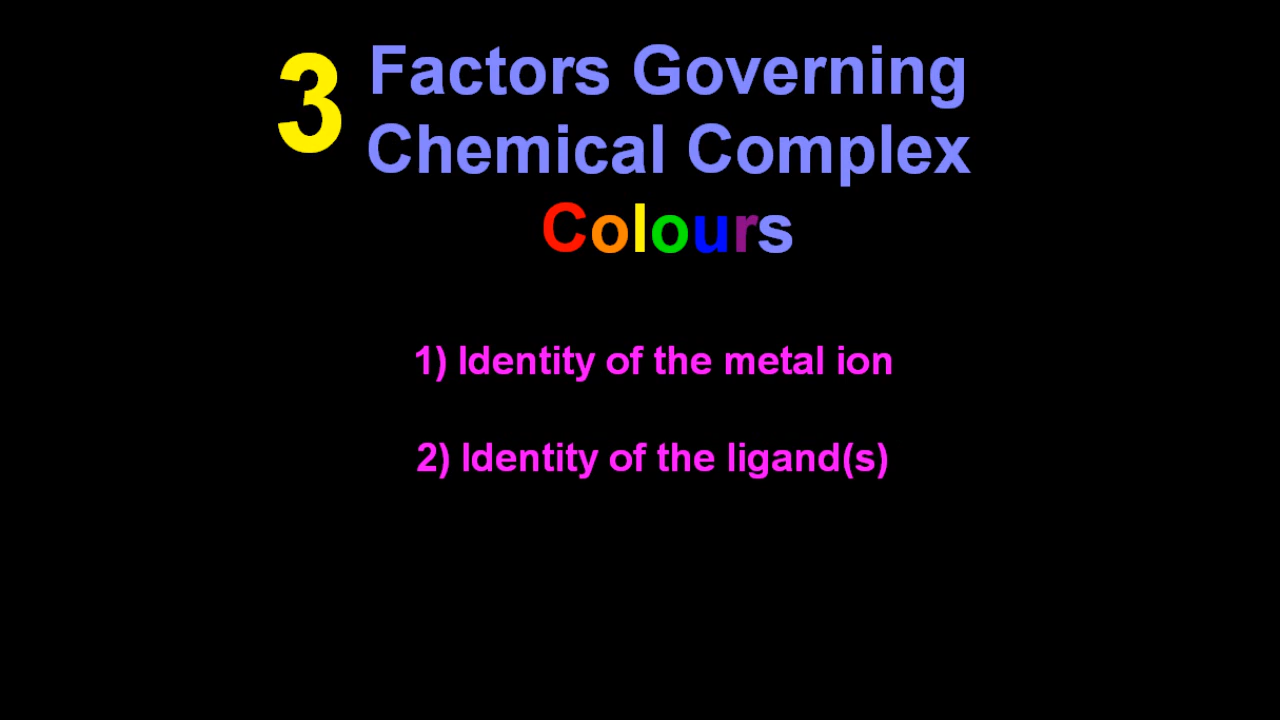 3 Factors Governing
Chemical Complex
Colours
1) Identity of the metal ion
2) Identity of the ligand(s)